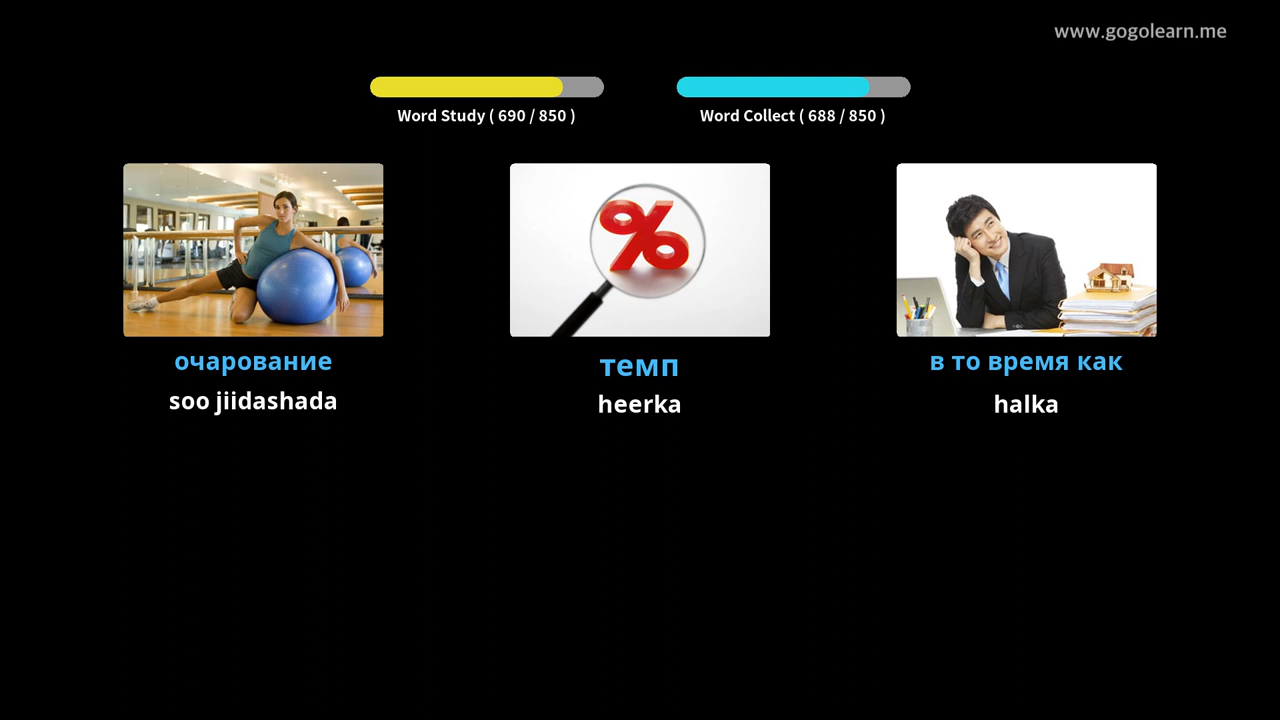 www.gogolearn.me
Word Study ( 690 / 850 )
Word Collect ( 688 / 850 )
%
очарование
темп
в то время как
soo jiidashada
heerka
halka